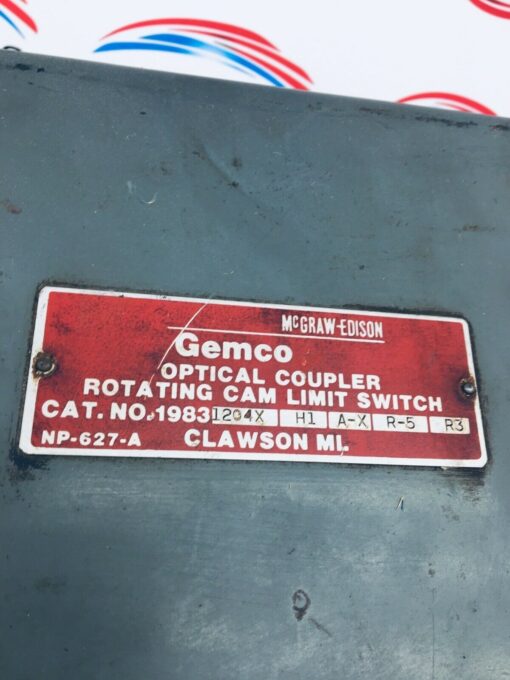 McGRAW-EDISON
Gemco
OPTICAL COUPLER
ROTATING CAM LIMIT SWITCH
CAT. NO. 1983 1204X H1 A-X R-5 R3
NP-627-A CLAWSON MI.